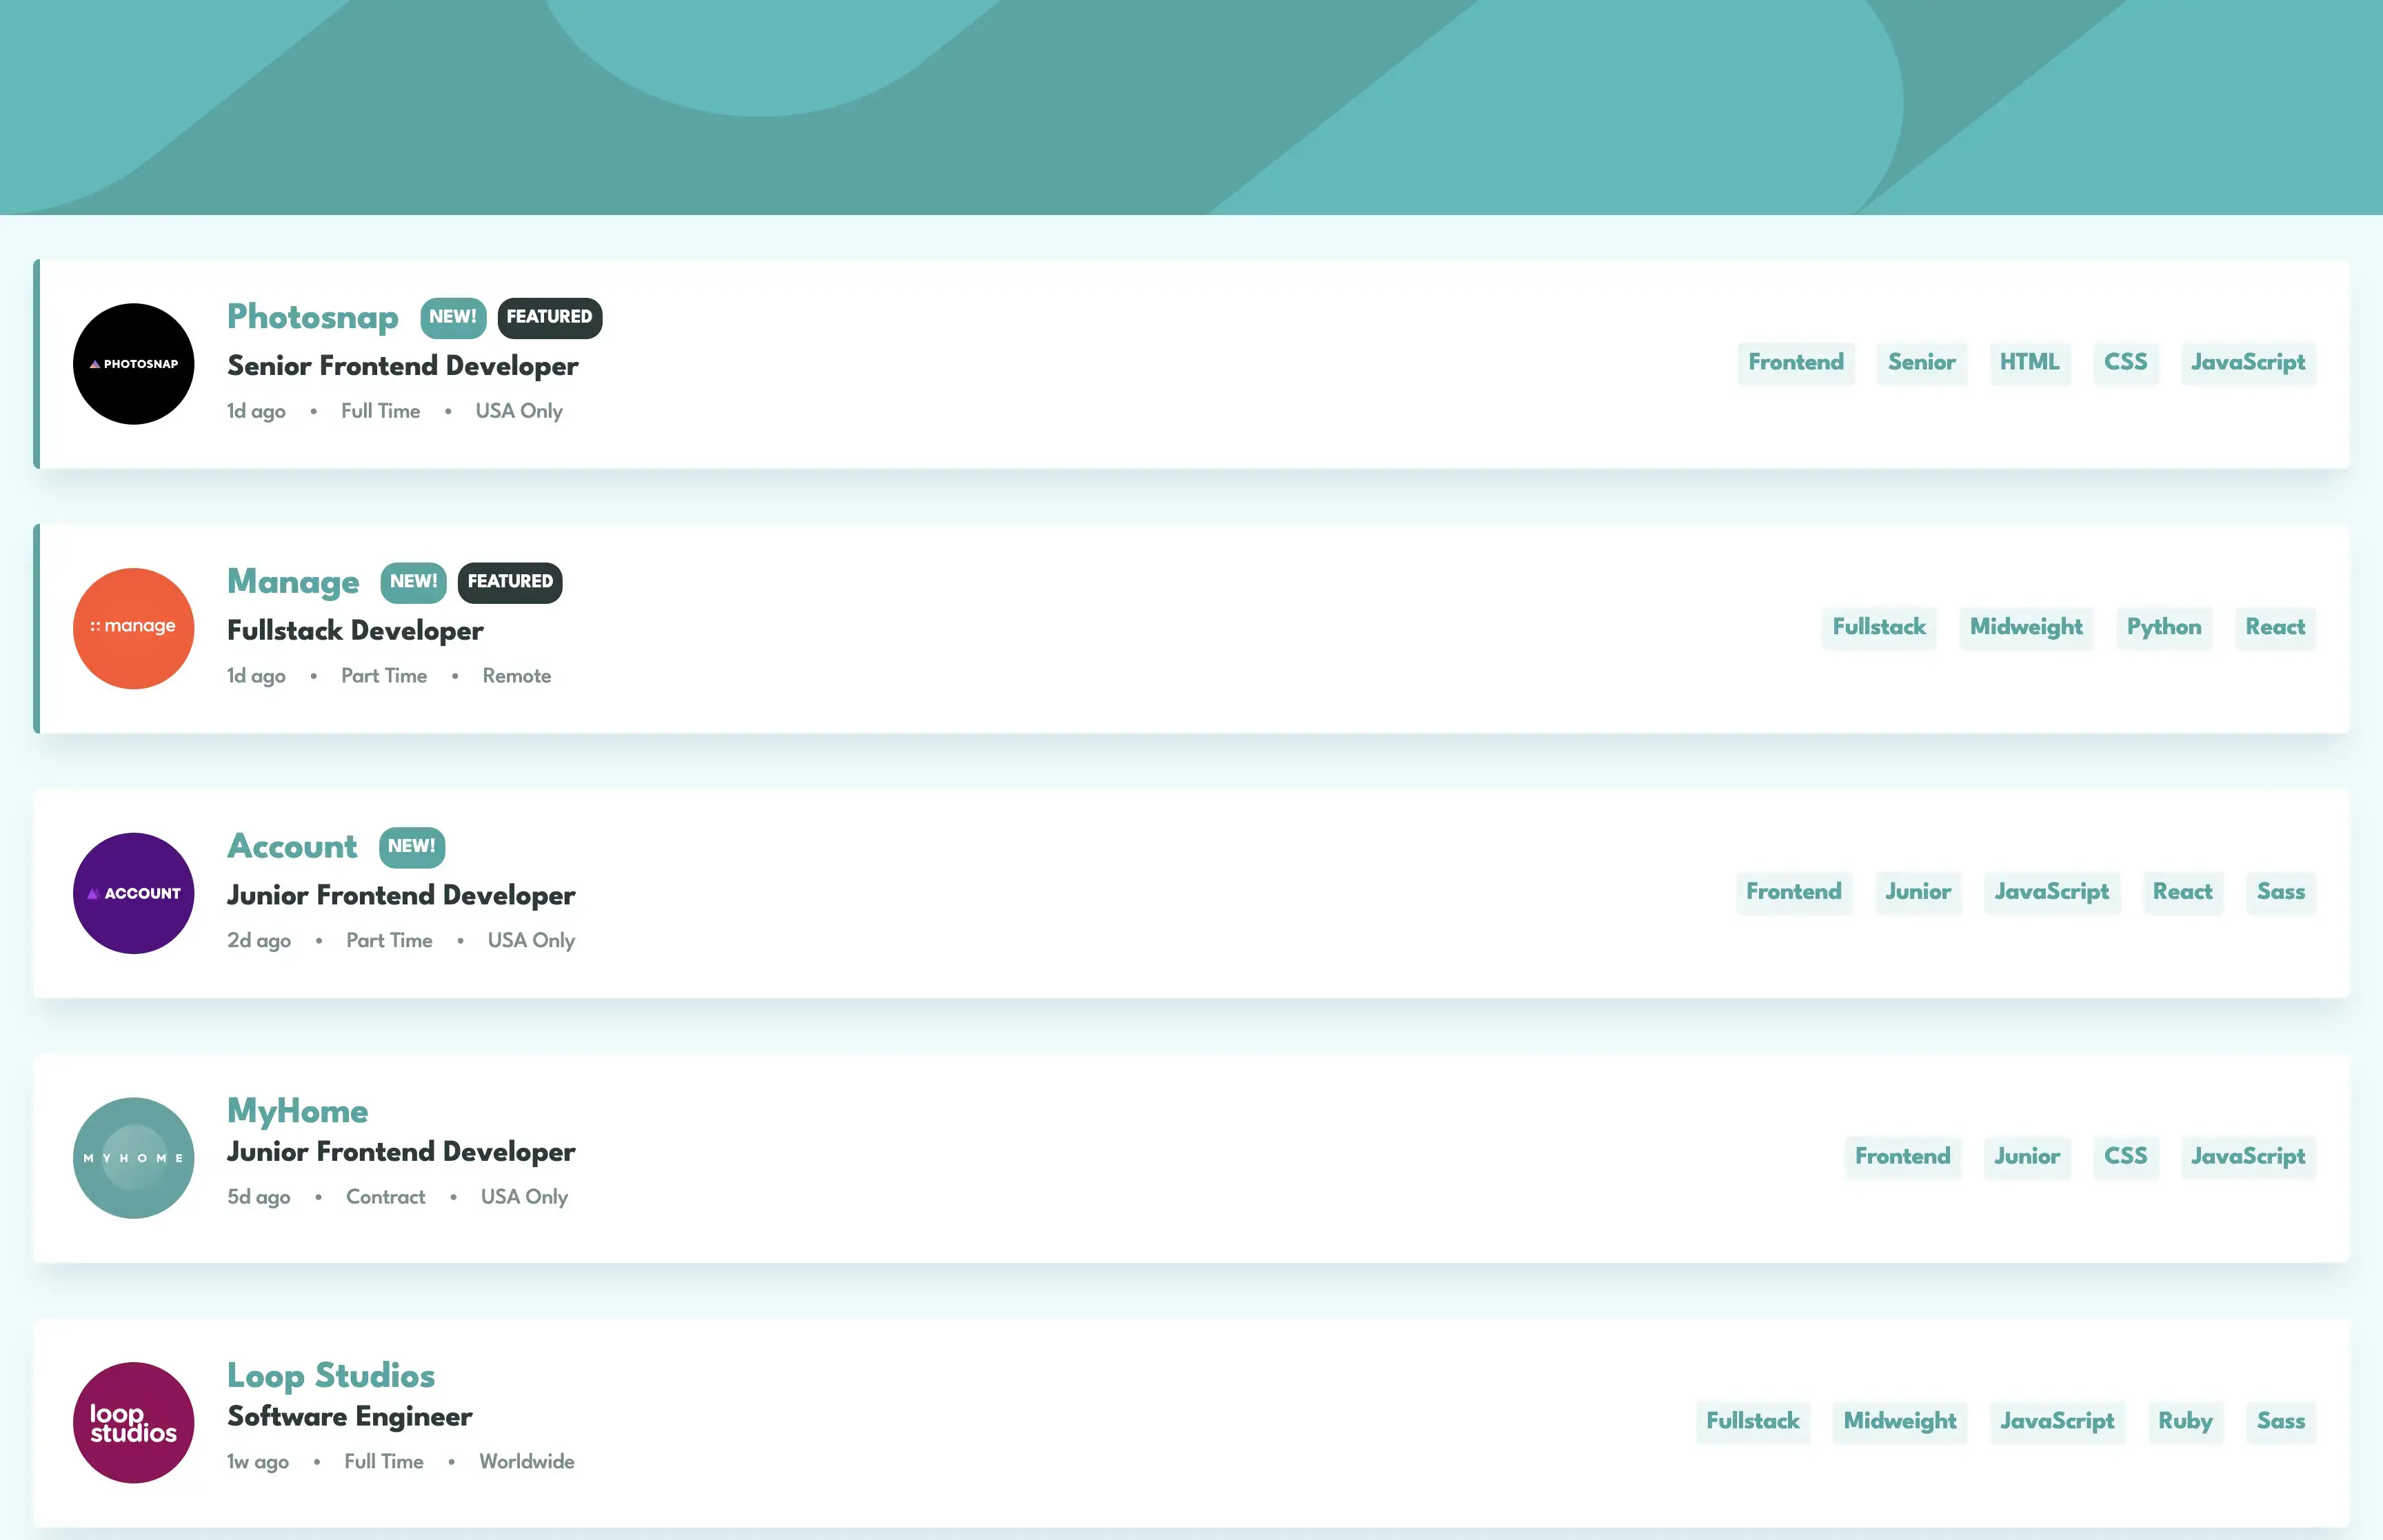 PHOTOSNAP
Photosnap NEW! FEATURED
Senior Frontend Developer
1d ago • Full Time • USA Only
Frontend Senior HTML CSS JavaScript
manage
Manage NEW! FEATURED
Fullstack Developer
1d ago • Part Time • Remote
Fullstack Midweight Python React
ACCOUNT
Account NEW!
Junior Frontend Developer
2d ago • Part Time • USA Only
Frontend Junior JavaScript React Sass
MYHOME
MyHome
Junior Frontend Developer
5d ago • Contract • USA Only
Frontend Junior CSS JavaScript
loop
studios
Loop Studios
Software Engineer
1w ago • Full Time • Worldwide
Fullstack Midweight JavaScript Ruby Sass